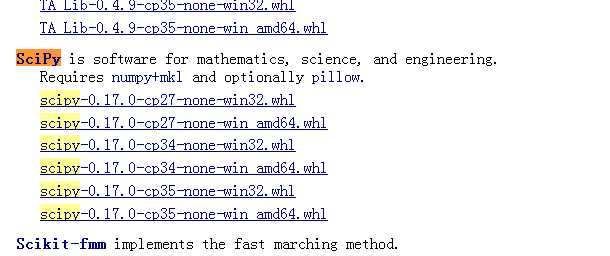 TA_Lib-0.4.9-cp35-none-win32.whl
TA_Lib-0.4.9-cp35-none-win_amd64.whl
SciPy is software for mathematics, science, and engineering.
Requires numpy+mkl and optionally pillow.
scipy-0.17.0-cp27-none-win32.whl
scipy-0.17.0-cp27-none-win_amd64.whl
scipy-0.17.0-cp34-none-win32.whl
scipy-0.17.0-cp34-none-win_amd64.whl
scipy-0.17.0-cp35-none-win32.whl
scipy-0.17.0-cp35-none-win_amd64.whl
Scikit-fmm implements the fast marching method.